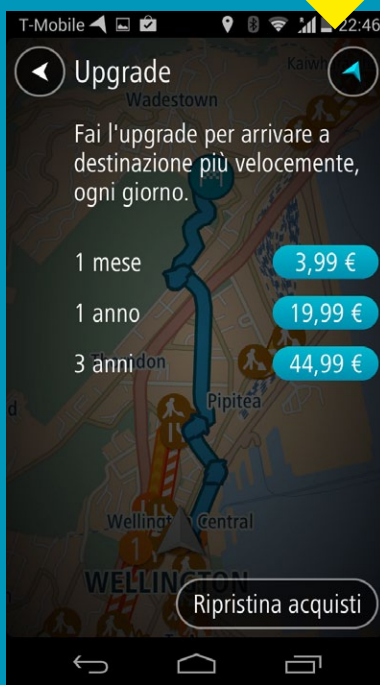 T-Mobile 22:46
Upgrade
Wadestown
Fai l'upgrade per arrivare a
destinazione più velocemente,
ogni giorno.
1 mese 3,99 €
1 anno 19,99 €
3 anni 44,99 €
Pipitea
Central
WELLINGTON
Ripristina acquisti